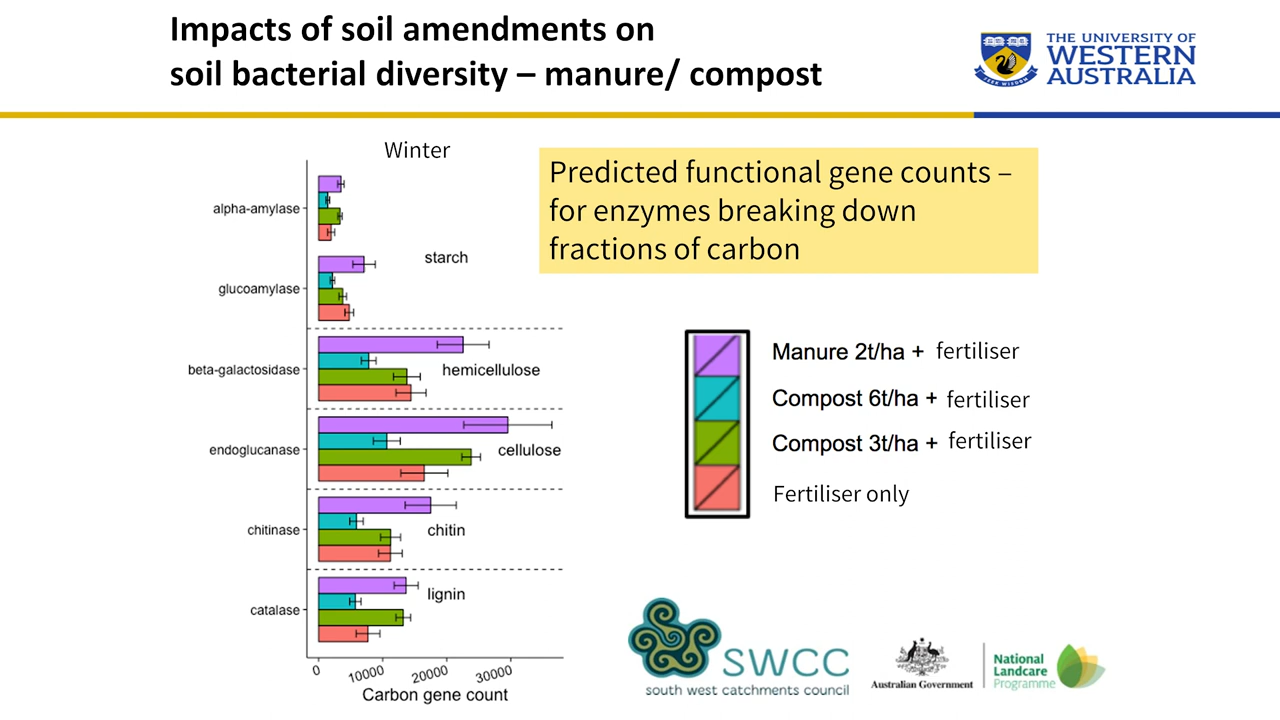 Impacts of soil amendments on
soil bacterial diversity – manure/ compost
THE UNIVERSITY OF
WESTERN
AUSTRALIA
Winter
Predicted functional gene counts –
for enzymes breaking down
fractions of carbon
alpha-amylase
starch
glucoamylase
beta-galactosidase
hemicellulose
endoglucanase
cellulose
chitinase
chitin
catalase
lignin
0 10000 20000 30000
Carbon gene count
Manure 2t/ha + fertiliser
Compost 6t/ha + fertiliser
Compost 3t/ha + fertiliser
Fertiliser only
SWCC
south west catchments council
Australian Government
National
Landcare
Programme